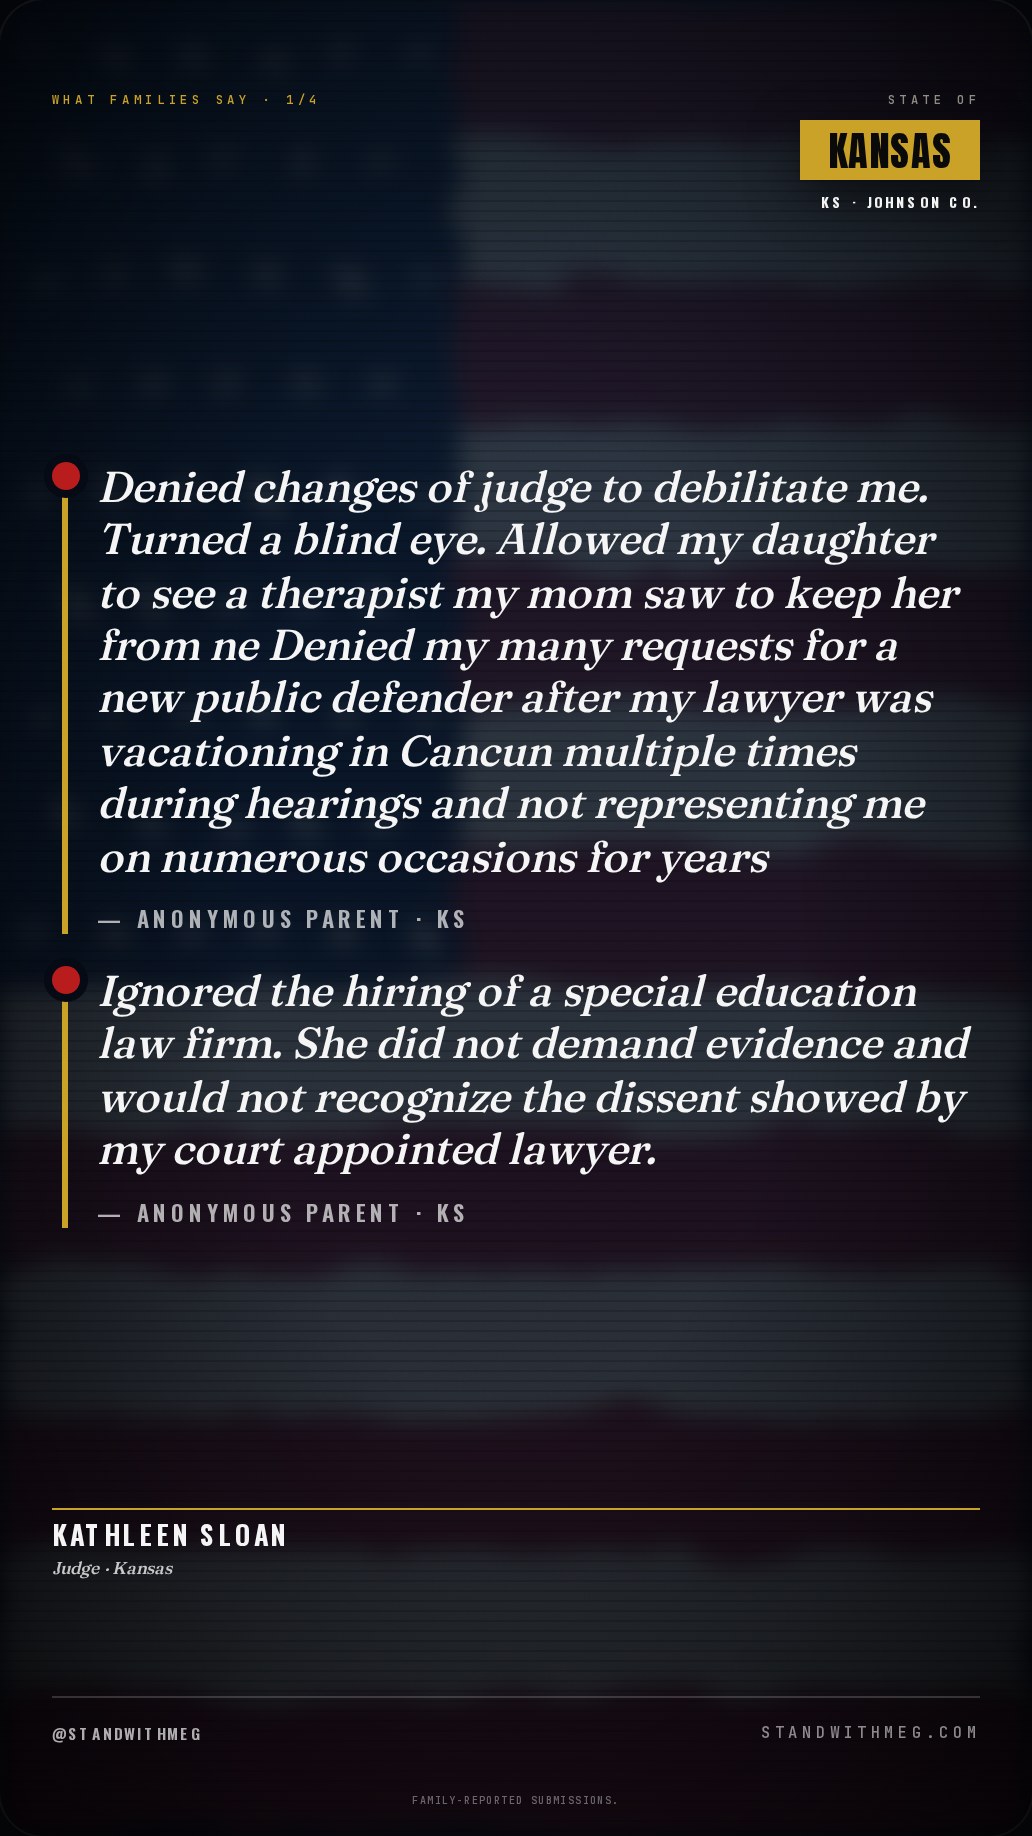 WHAT FAMILIES SAY · 1/4
STATE OF
KANSAS
KS · JOHNSON CO.
Denied changes of judge to debilitate me.
Turned a blind eye. Allowed my daughter
to see a therapist my mom saw to keep her
from ne Denied my many requests for a
new public defender after my lawyer was
vacationing in Cancun multiple times
during hearings and not representing me
on numerous occasions for years
— ANONYMOUS PARENT · KS
Ignored the hiring of a special education
law firm. She did not demand evidence and
would not recognize the dissent showed by
my court appointed lawyer.
— ANONYMOUS PARENT · KS
KATHLEEN SLOAN
Judge · Kansas
@STANDWITHMEG
STANDWITHMEG.COM
FAMILY-REPORTED SUBMISSIONS.